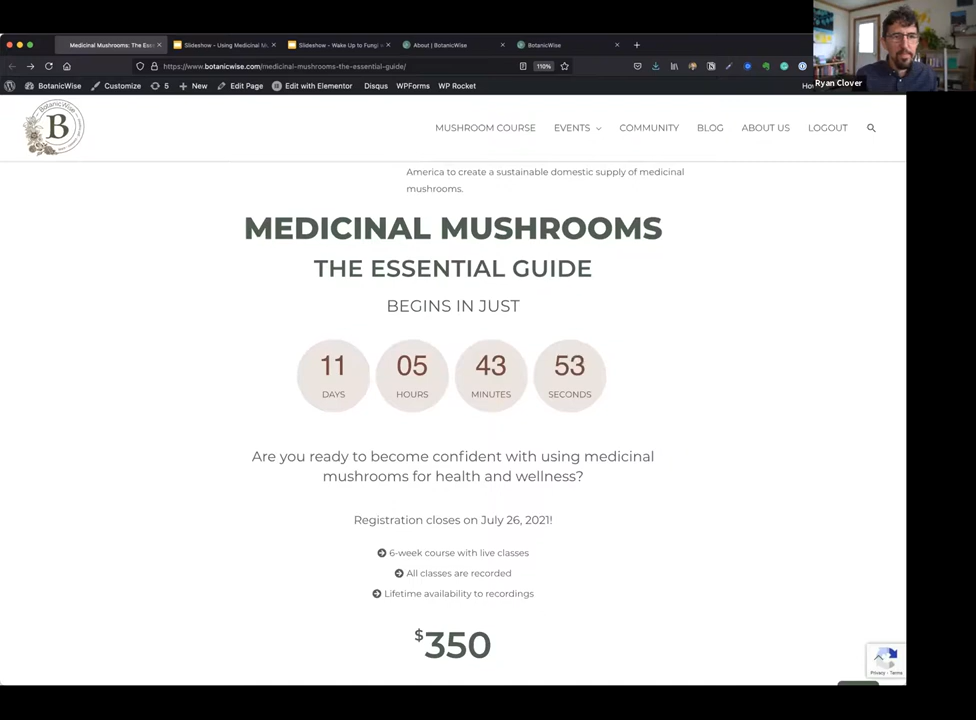 Medicinal Mushrooms: The Esse
Slideshow - Using Medicinal M
Slideshow - Wake Up to Fungi
About | BotanicWise
BotanicWise
https://www.botanicwise.com/medicinal-mushrooms-the-essential-guide/
110%
Ryan Clover
BotanicWise
Customize
5
New
Edit Page
Edit with Elementor
Disqus
WPForms
WP Rocket
B
MUSHROOM COURSE
EVENTS
COMMUNITY
BLOG
ABOUT US
LOGOUT
America to create a sustainable domestic supply of medicinal
mushrooms.
MEDICINAL MUSHROOMS
THE ESSENTIAL GUIDE
BEGINS IN JUST
11 05 43 53
DAYS HOURS MINUTES SECONDS
Are you ready to become confident with using medicinal
mushrooms for health and wellness?
Registration closes on July 26, 2021!
6-week course with live classes
All classes are recorded
Lifetime availability to recordings
$350
Privacy - Terms